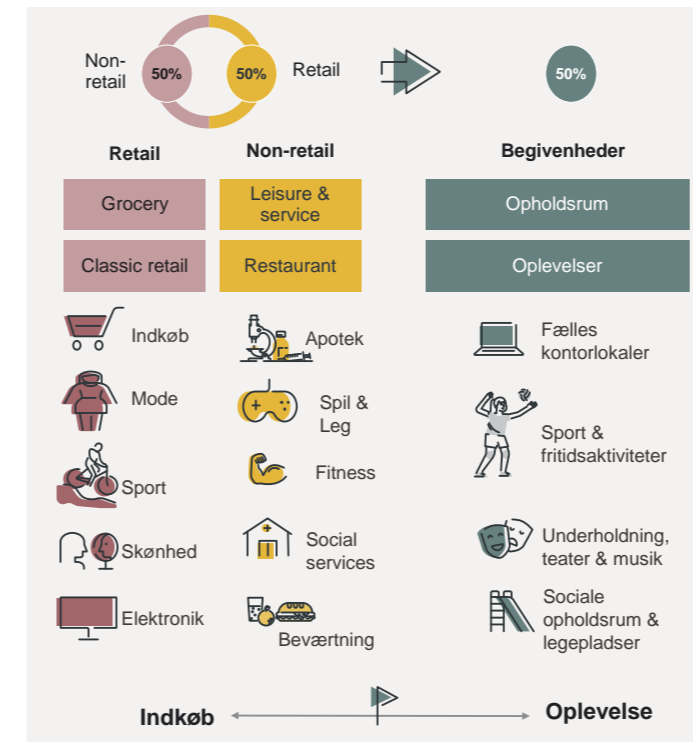 Non-
retail
50%
50%
Retail
50%
Retail
Non-retail
Begivenheder
Grocery
Leisure &
service
Opholdsrum
Classic retail
Restaurant
Oplevelser
Indkøb
Apotek
Fælles
kontorlokaler
Mode
Spil &
Leg
Sport &
fritidsaktiviteter
Sport
Fitness
Skønhed
Social
services
Underholdning,
teater & musik
Elektronik
Beværtning
Sociale
opholdsrum &
legepladser
Indkøb
Oplevelse